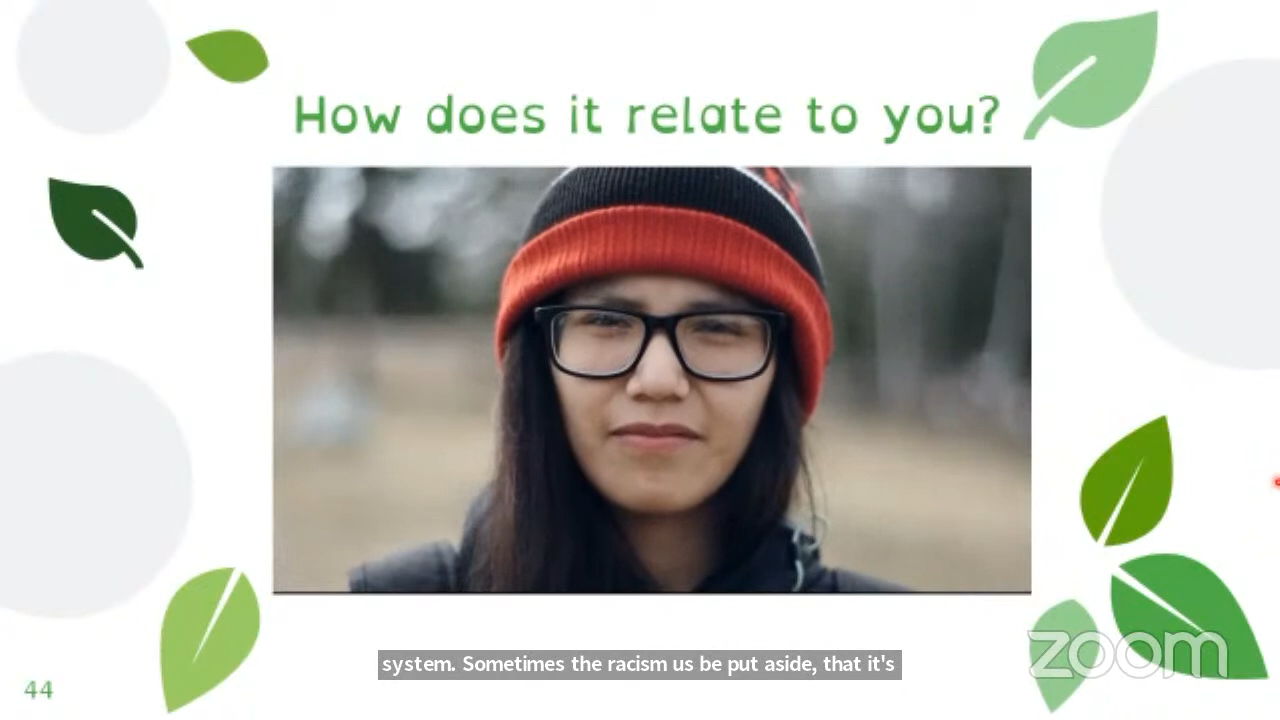 How does it relate to you?
system. Sometimes the racism us be put aside, that it's
44
zoom